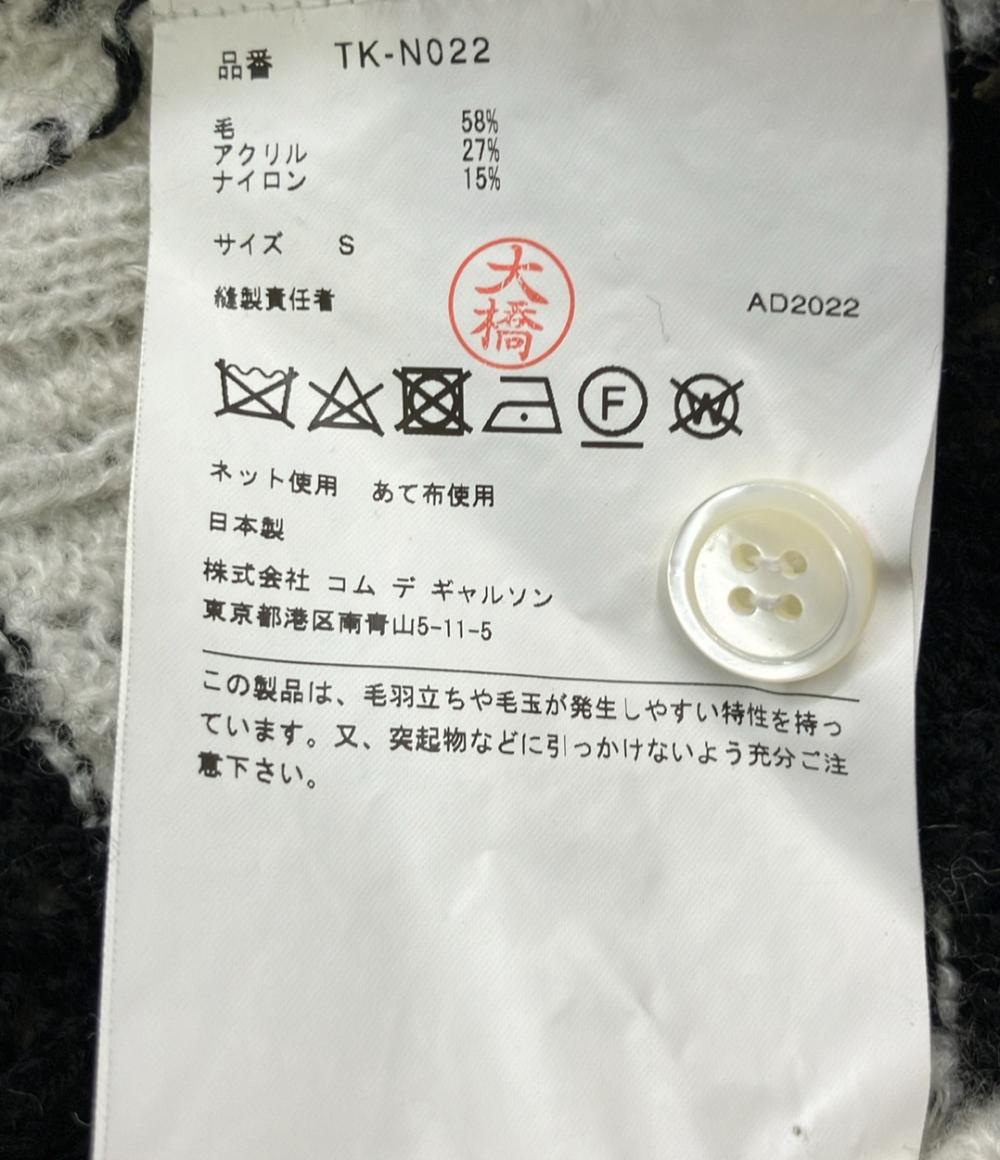 品番 TK-N022
毛 58%
アクリル 27%
ナイロン 15%
サイズ S
大橋
縫製責任者 AD2022
F W
ネット使用 あて布使用
日本製
株式会社 コム デ ギャルソン
東京都港区南青山5-11-5
この製品は、毛羽立ちや毛玉が発生しやすい特性を持っ
ています。又、突起物などに引っかけないよう充分ご注
意下さい。